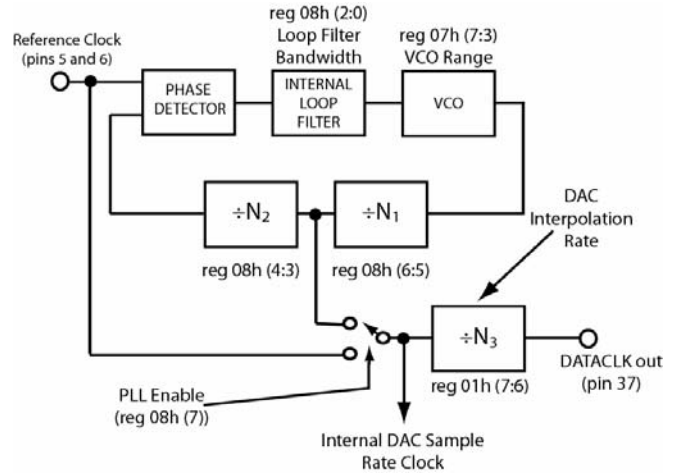 reg 08h (2:0)
Loop Filter
Bandwidth
reg 07h (7:3)
VCO Range
Reference Clock
(pins 5 and 6)
PHASE
DETECTOR
INTERNAL
LOOP
FILTER
VCO
÷N₂
÷N₁
reg 08h (4:3)
reg 08h (6:5)
DAC
Interpolation
Rate
÷N₃
reg 01h (7:6)
DATACLK out
(pin 37)
PLL Enable
(reg 08h (7))
Internal DAC Sample
Rate Clock